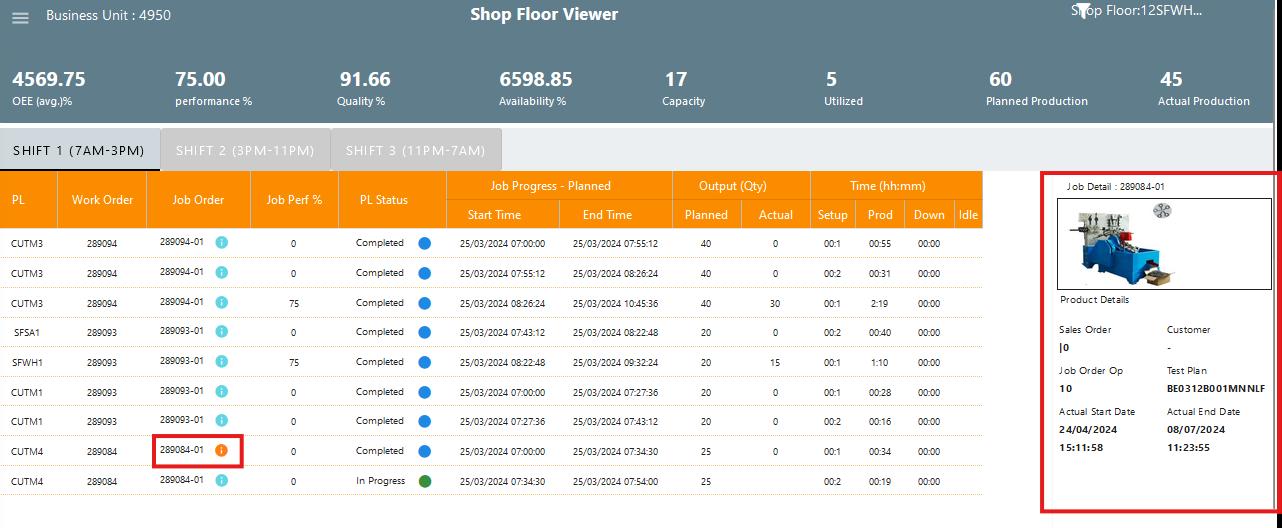 Business Unit : 4950
Shop Floor Viewer
Shop Floor:12SFWH...
4569.75 75.00 91.66 6598.85 17 5 60 45
OEE (avg.)% performance % Quality % Availability % Capacity Utilized Planned Production Actual Production
SHIFT 1 (7AM-3PM) SHIFT 2 (3PM-11PM) SHIFT 3 (11PM-7AM)
PL Work Order Job Order Job Perf % PL Status Job Progress - Planned Output (Qty) Time (hh:mm)
Start Time End Time Planned Actual Setup Prod Down Idle
CUTM3 289094 289094-01 0 Completed 25/03/2024 07:00:00 25/03/2024 07:55:12 40 0 00:1 00:55 00:00
CUTM3 289094 289094-01 0 Completed 25/03/2024 07:55:12 25/03/2024 08:26:24 40 0 00:2 00:31 00:00
CUTM3 289094 289094-01 75 Completed 25/03/2024 08:26:24 25/03/2024 10:45:36 40 30 00:1 2:19 00:00
SFSA1 289093 289093-01 0 Completed 25/03/2024 07:43:12 25/03/2024 08:22:48 20 0 00:2 00:40 00:00
SFWH1 289093 289093-01 75 Completed 25/03/2024 08:22:48 25/03/2024 09:32:24 20 15 00:1 1:10 00:00
CUTM1 289093 289093-01 0 Completed 25/03/2024 07:00:00 25/03/2024 07:27:36 20 0 00:1 00:28 00:00
CUTM1 289093 289093-01 0 Completed 25/03/2024 07:27:36 25/03/2024 07:43:12 20 0 00:2 00:16 00:00
CUTM4 289084 289084-01 0 Completed 25/03/2024 07:00:00 25/03/2024 07:34:30 25 0 00:1 00:34 00:00
CUTM4 289084 289084-01 0 In Progress 25/03/2024 07:34:30 25/03/2024 07:54:00 25 00:2 00:19 00:00
Job Detail : 289084-01
Product Details
Sales Order Customer
|0 -
Job Order Op Test Plan
10 BE0312B001MNNLF
Actual Start Date Actual End Date
24/04/2024 08/07/2024
15:11:58 11:23:55